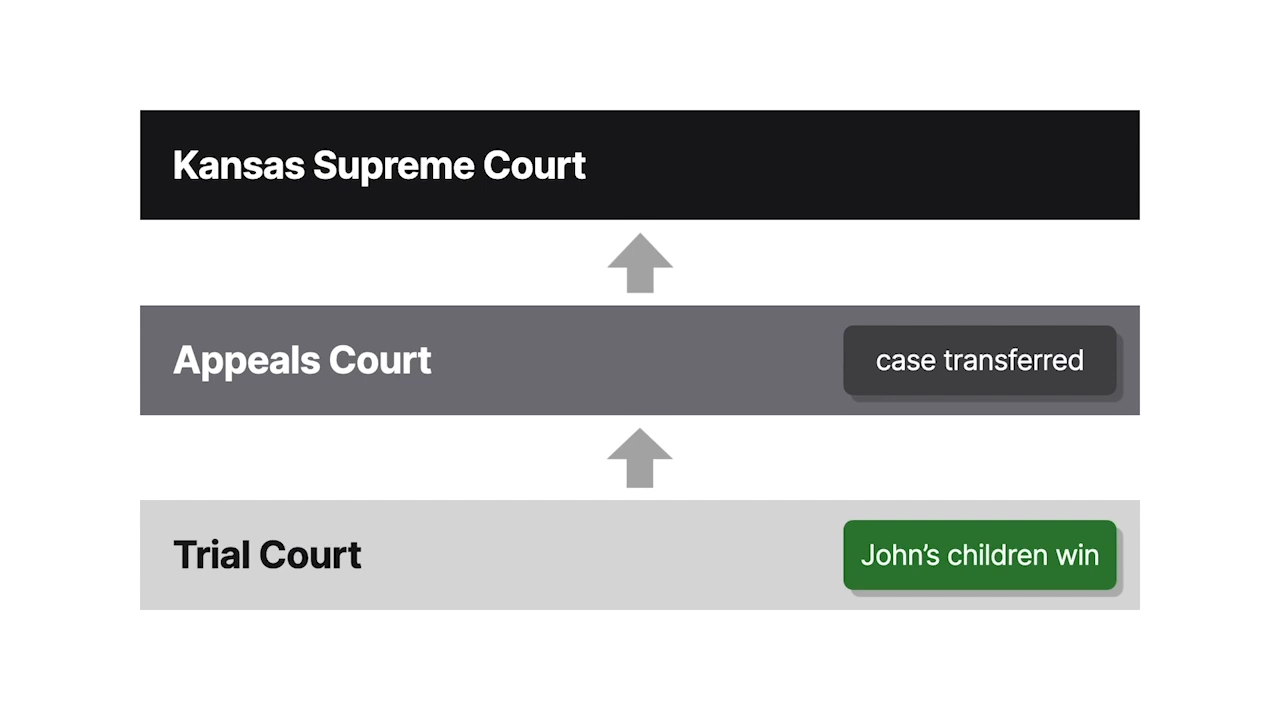 Kansas Supreme Court
Appeals Court
case transferred
Trial Court
John’s children win